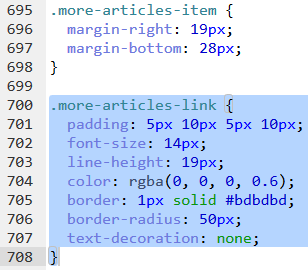 695 .more-articles-item {
696 margin-right: 19px;
697 margin-bottom: 28px;
698 }
699
700 .more-articles-link {
701 padding: 5px 10px 5px 10px;
702 font-size: 14px;
703 line-height: 19px;
704 color: rgba(0, 0, 0, 0.6);
705 border: 1px solid #bdbdbd;
706 border-radius: 50px;
707 text-decoration: none;
708 }